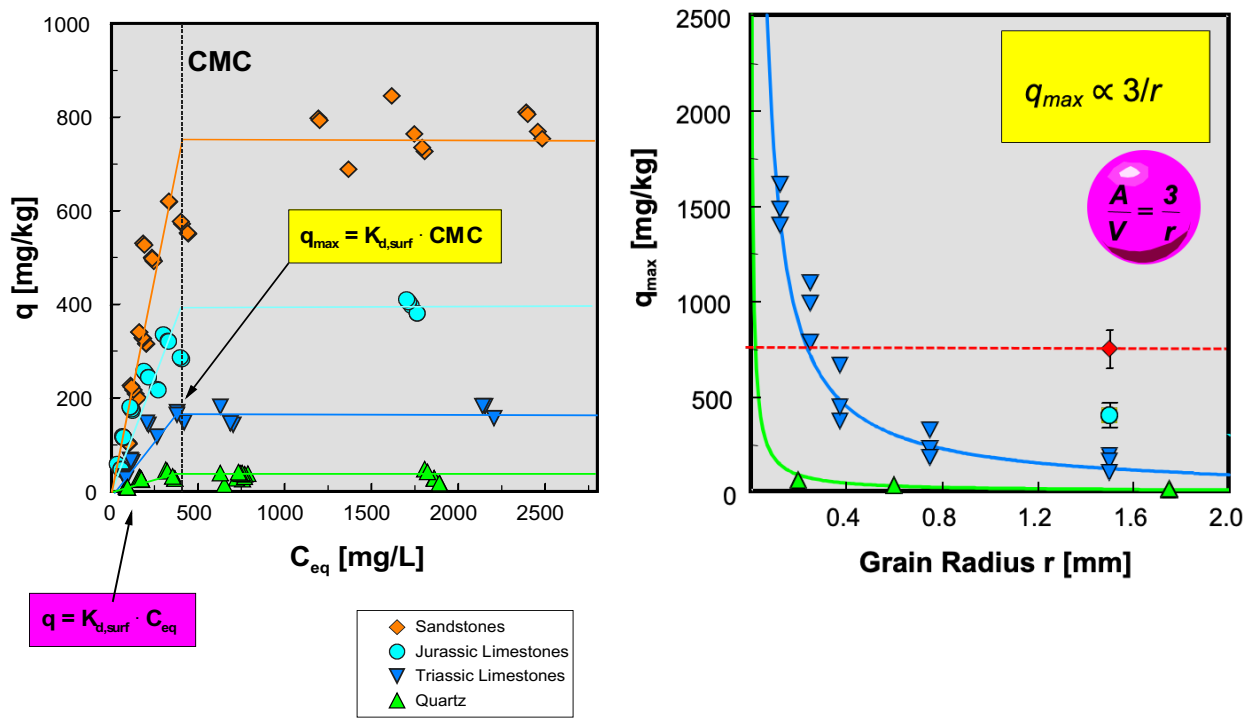 1000
800
600
400
200
0
q [mg/kg]
CMC
q_max = K_d,surf · CMC
0
500
1000
1500
2000
2500
C_eq [mg/L]
q = K_d,surf · C_eq
Sandstones
Jurassic Limestones
Triassic Limestones
Quartz
2500
2000
1500
1000
500
0
q_max [mg/kg]
q_max ∝ 3/r
A/V = 3/r
0.4
0.8
1.2
1.6
2.0
Grain Radius r [mm]